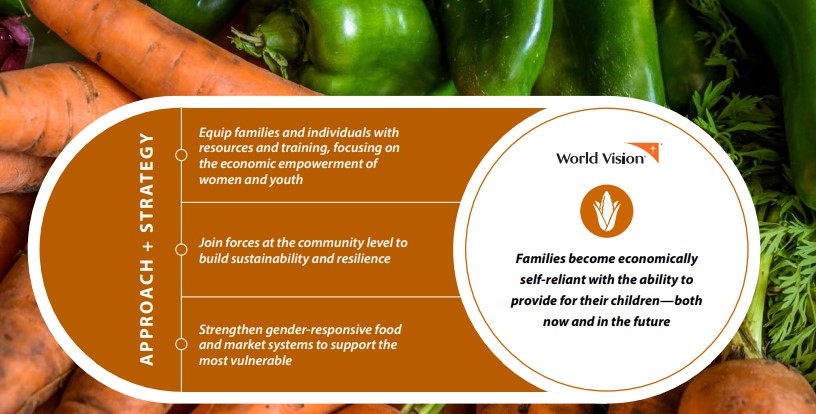 APPROACH + STRATEGY
Equip families and individuals with
resources and training, focusing on
the economic empowerment of
women and youth
Join forces at the community level to
build sustainability and resilience
Strengthen gender-responsive food
and market systems to support the
most vulnerable
World Vision
Families become economically
self-reliant with the ability to
provide for their children—both
now and in the future